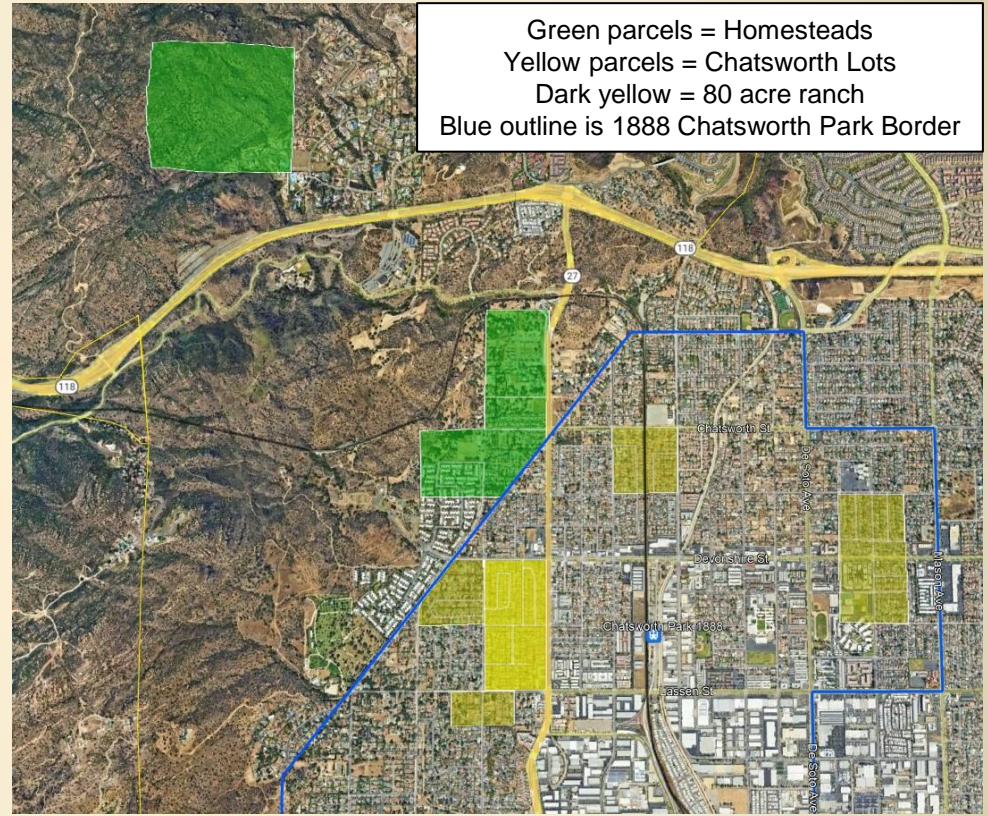 Green parcels = Homesteads
Yellow parcels = Chatsworth Lots
Dark yellow = 80 acre ranch
Blue outline is 1888 Chatsworth Park Border
118
27
118
Chatsworth St
De Soto Ave
Devonshire St
Mason Ave
Chatsworth Park 1888
Lassen St
De Soto Ave